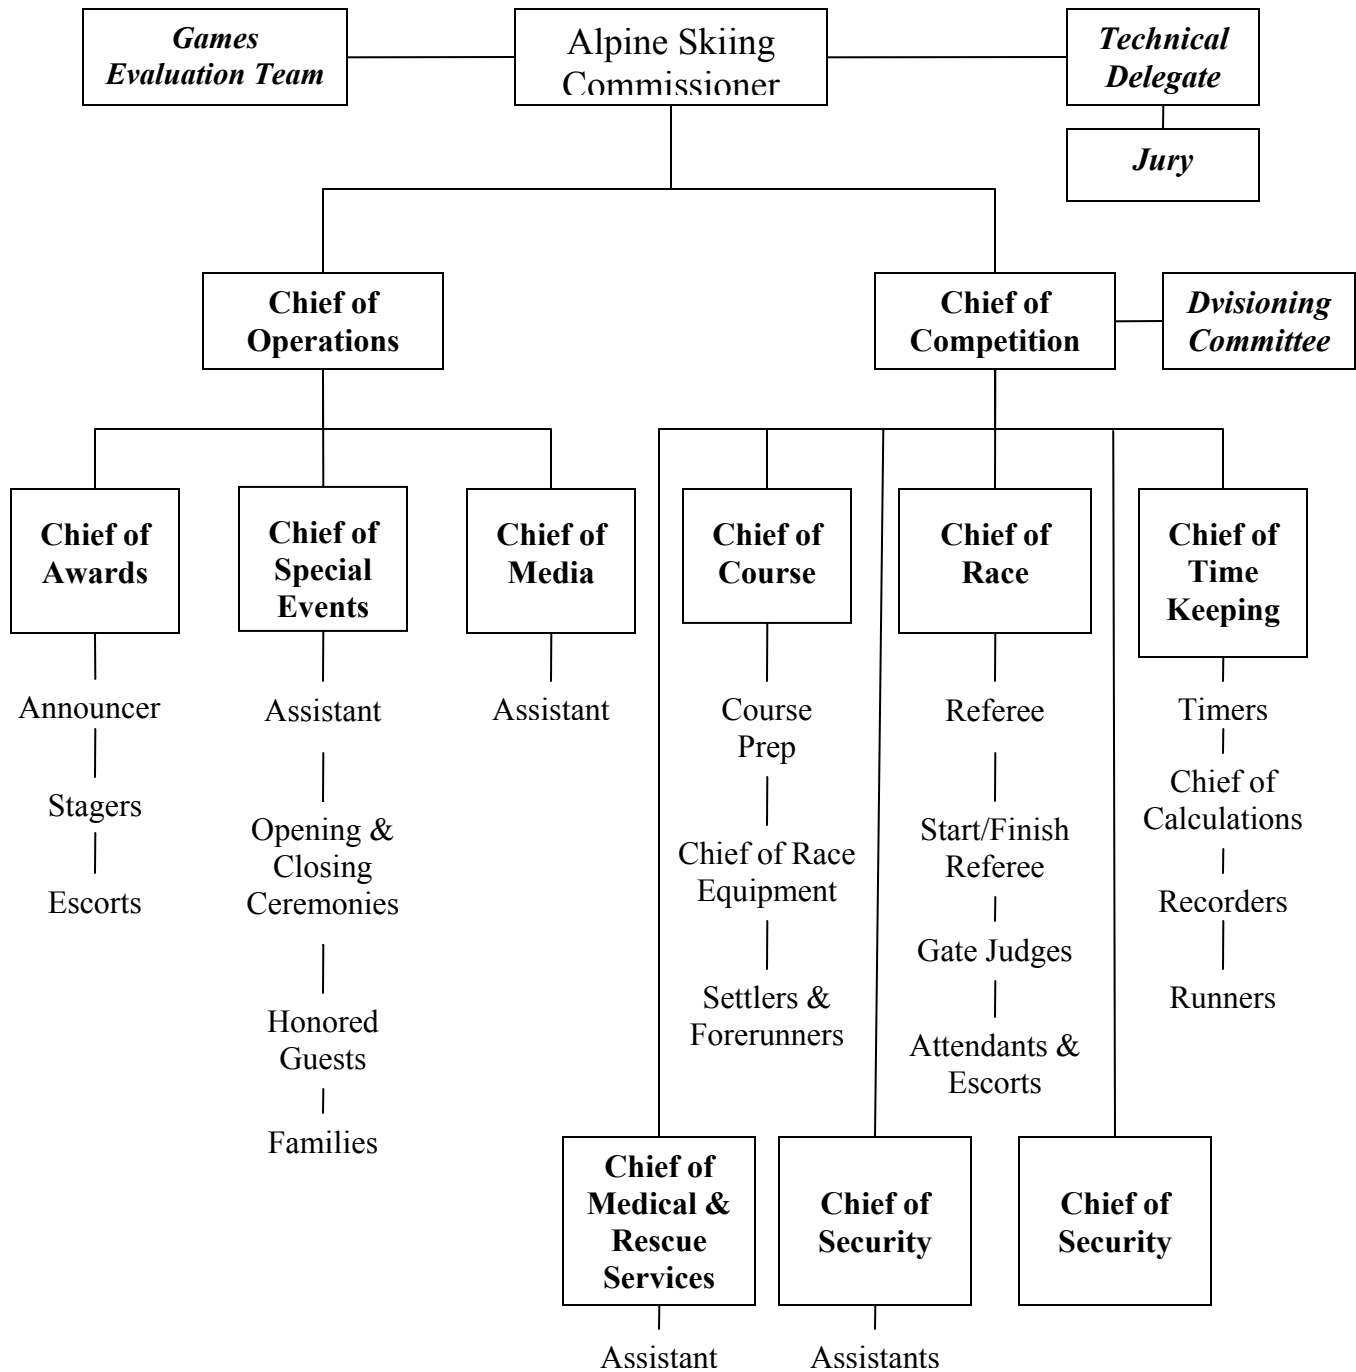 Games
Evaluation Team
Alpine Skiing
Commissioner
Technical
Delegate
Jury
Chief of
Operations
Chief of
Competition
Dvisioning
Committee
Chief of
Awards
Chief of
Special
Events
Chief of
Media
Chief of
Course
Chief of
Race
Chief of
Time
Keeping
Announcer
Stagers
Escorts
Assistant
Opening &
Closing
Ceremonies
Honored
Guests
Families
Assistant
Course
Prep
Chief of Race
Equipment
Settlers &
Forerunners
Referee
Start/Finish
Referee
Gate Judges
Attendants &
Escorts
Timers
Chief of
Calculations
Recorders
Runners
Chief of
Medical &
Rescue
Services
Assistant
Chief of
Security
Assistants
Chief of
Security